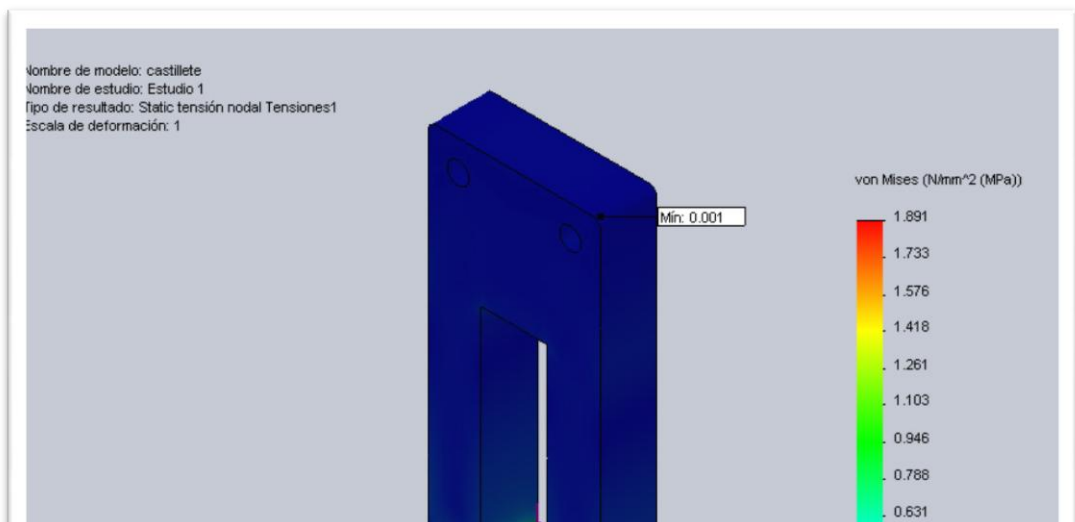 Nombre de modelo: castillete
Nombre de estudio: Estudio 1
Tipo de resultado: Static tensión nodal Tensiones1
Escala de deformación: 1
von Mises (N/mm^2 (MPa))
Mín: 0.001
1.891
1.733
1.576
1.418
1.261
1.103
0.946
0.788
0.631